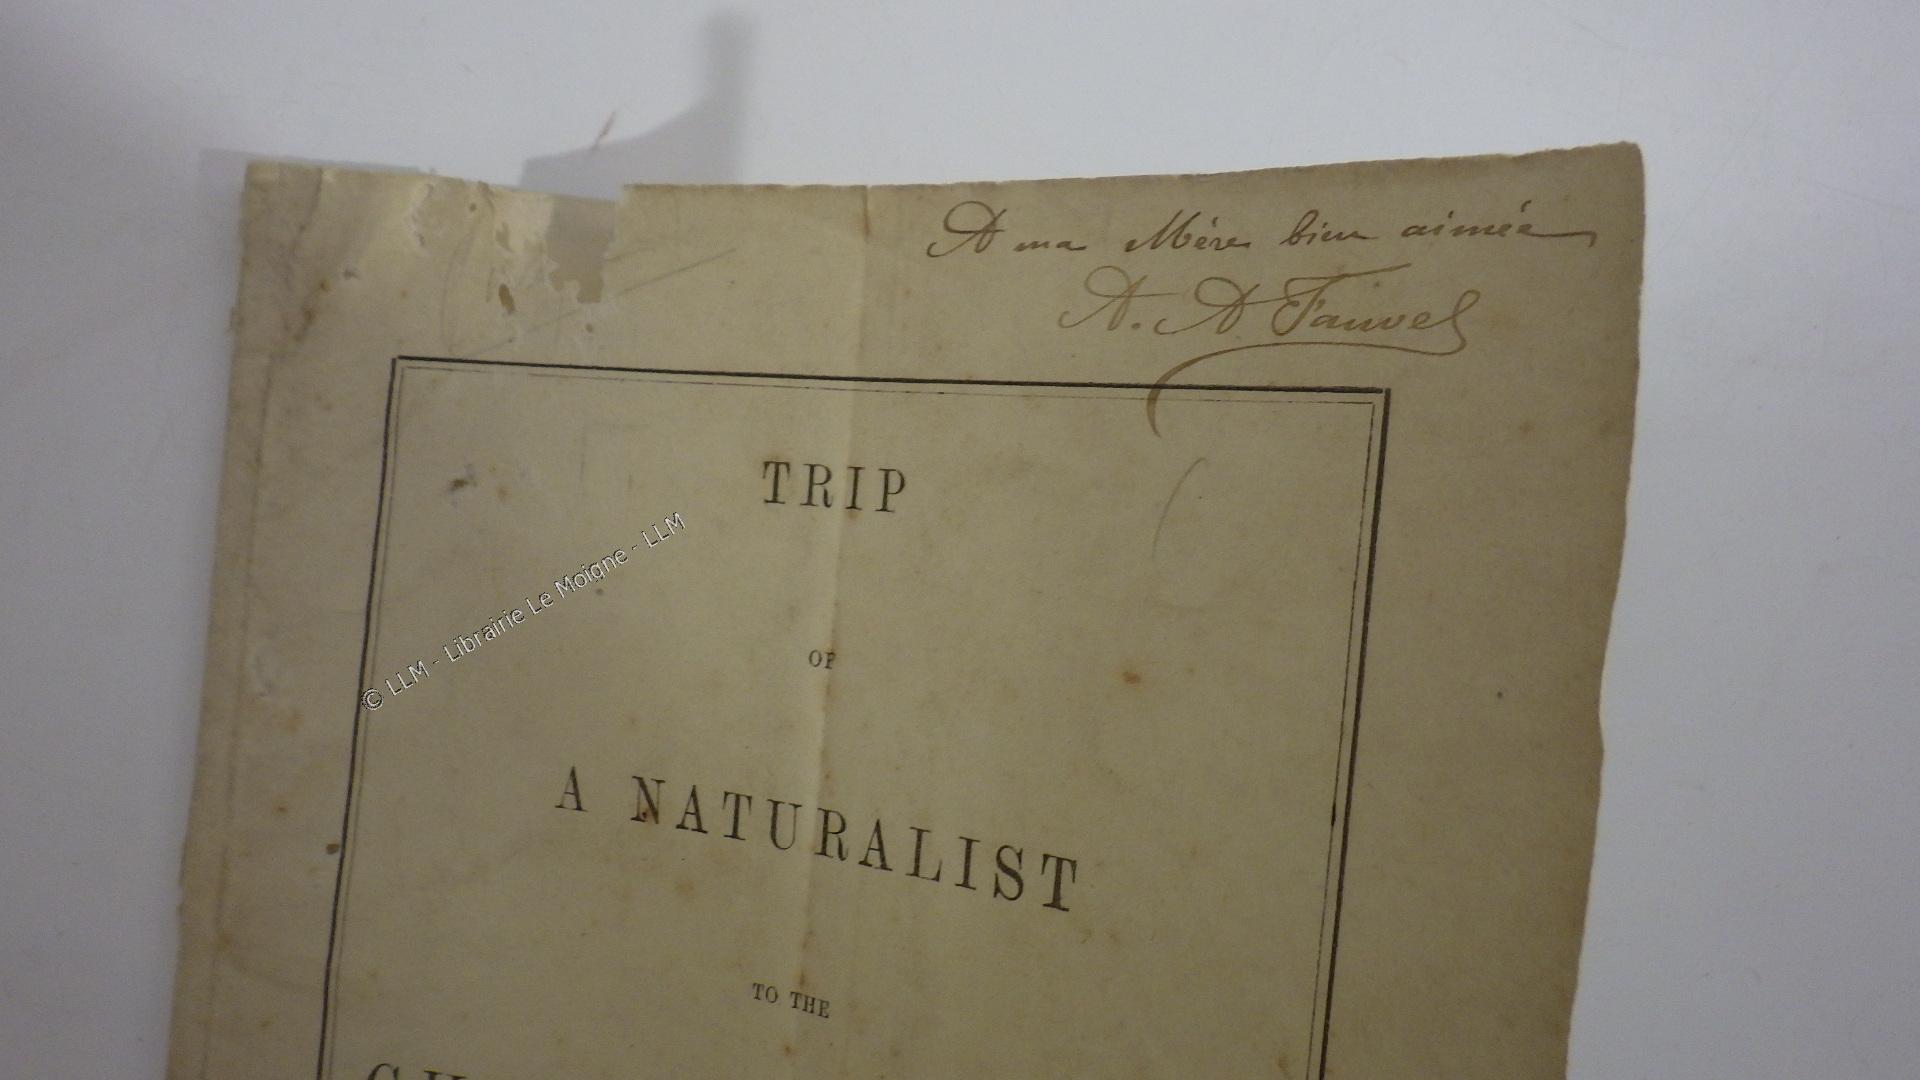 A ma Mère bien aimée
A. A Fauvel
TRIP
OF
A NATURALIST
TO THE
© LLM - Librairie Le Moigne - LLM